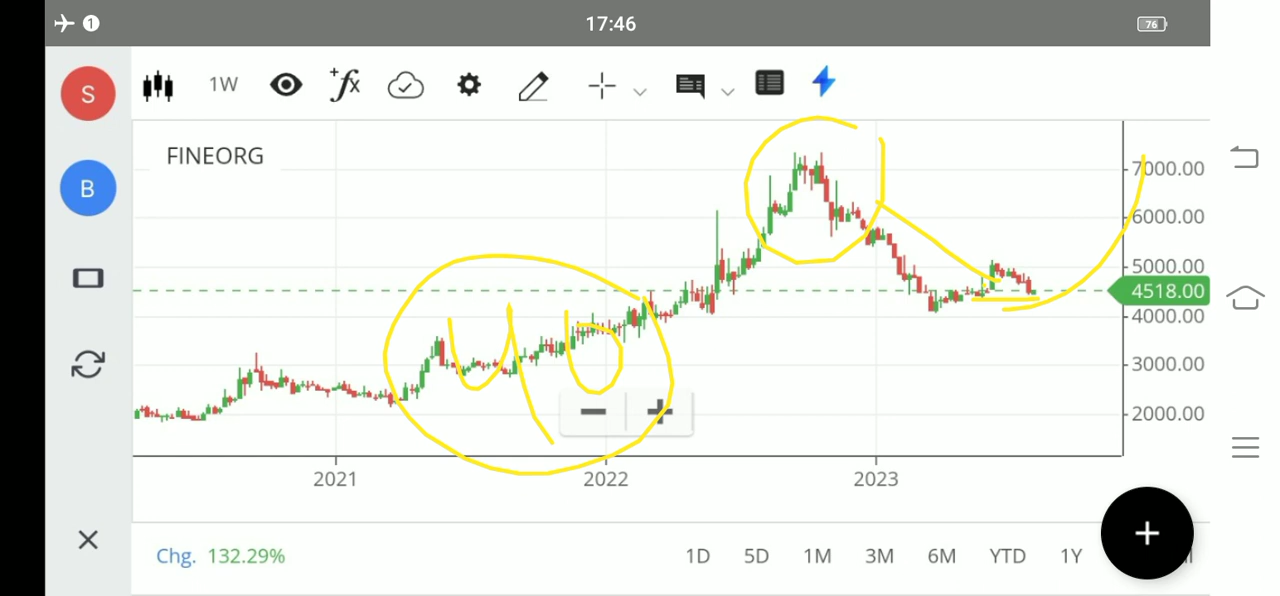 1 17:46 76
S 1W fx
FINEORG
B
7000.00
6000.00
5000.00
4518.00
4000.00
3000.00
2000.00
2021 2022 2023
Chg. 132.29% 1D 5D 1M 3M 6M YTD 1Y